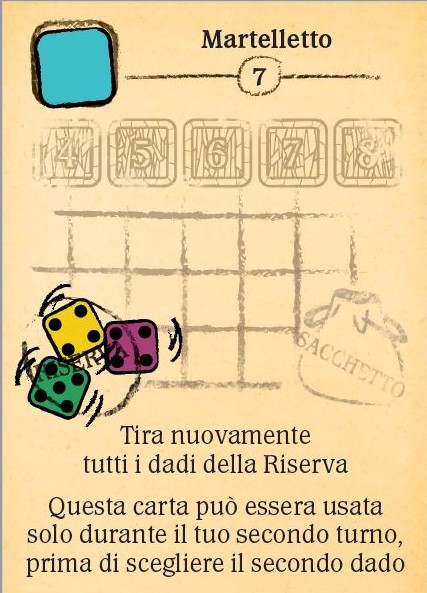 Martelletto
7
4 5 6 7 8
RISERVA
SACCHETTO
Tira nuovamente
tutti i dadi della Riserva
Questa carta può essera usata
solo durante il tuo secondo turno,
prima di scegliere il secondo dado